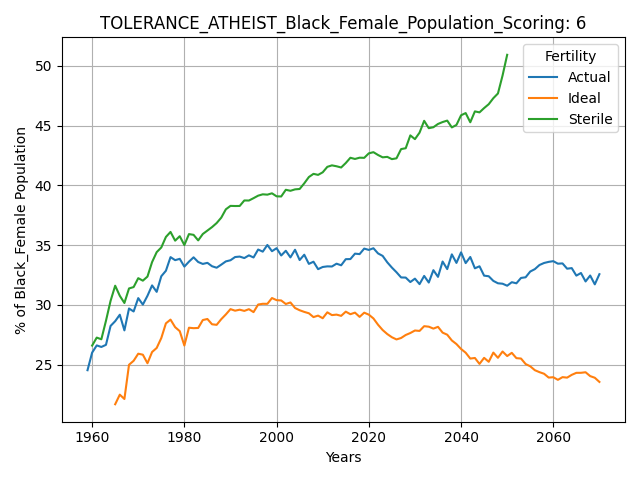 TOLERANCE_ATHEIST_Black_Female_Population_Scoring: 6
Fertility
Actual
Ideal
Sterile
% of Black_Female Population
50
45
40
35
30
25
1960 1980 2000 2020 2040 2060
Years